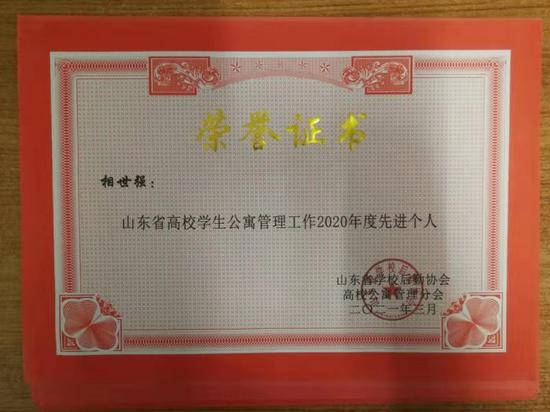 荣誉证书
相世强：
山东省高校学生公寓管理工作2020年度先进个人
山东省学校后勤协会
高校公寓管理分会
二〇二一年三月